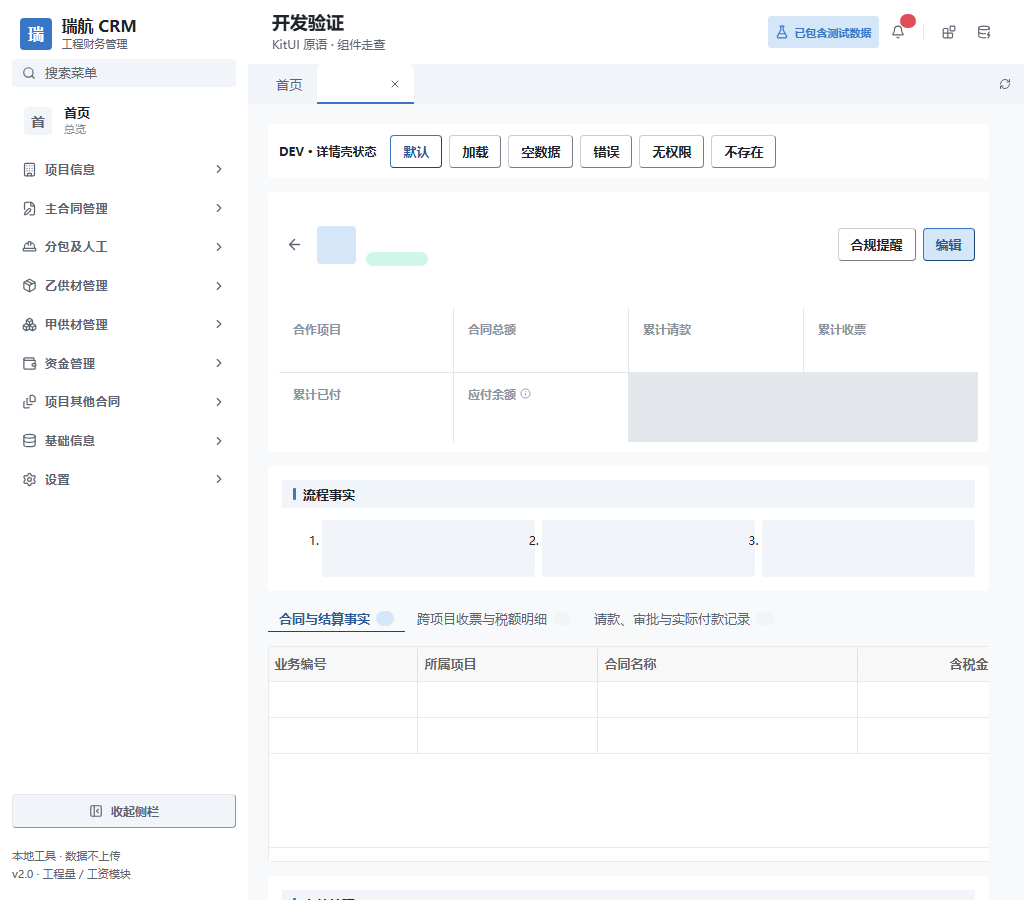 瑞
瑞航 CRM
工程财务管理
搜索菜单
首
首页
总览
项目信息
主合同管理
分包及人工
乙供材管理
甲供材管理
资金管理
项目其他合同
基础信息
设置
收起侧栏
本地工具 · 数据不上传
v2.0 · 工程量 / 工资模块
开发验证
KitUI 原语 · 组件走查
已包含测试数据
首页
DEV · 详情壳状态
默认
加载
空数据
错误
无权限
不存在
合规提醒
编辑
合作项目
合同总额
累计请款
累计收票
累计已付
应付余额
流程事实
1.
2.
3.
合同与结算事实
跨项目收票与税额明细
请款、审批与实际付款记录
业务编号
所属项目
合同名称
含税金